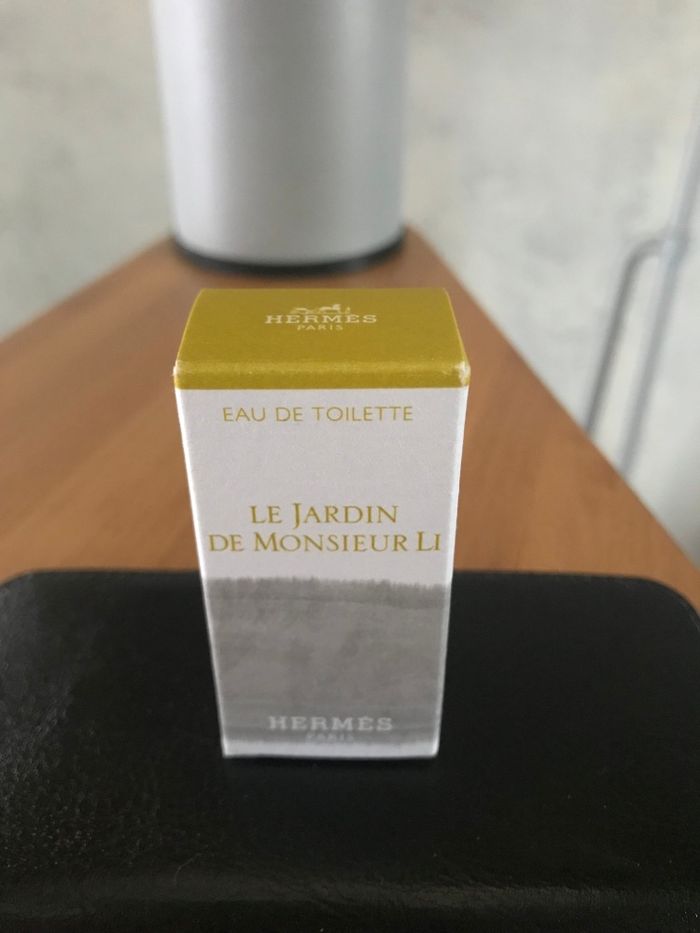 HERMÈS
PARIS
EAU DE TOILETTE
LE JARDIN
DE MONSIEUR LI
HERMÈS
PARIS